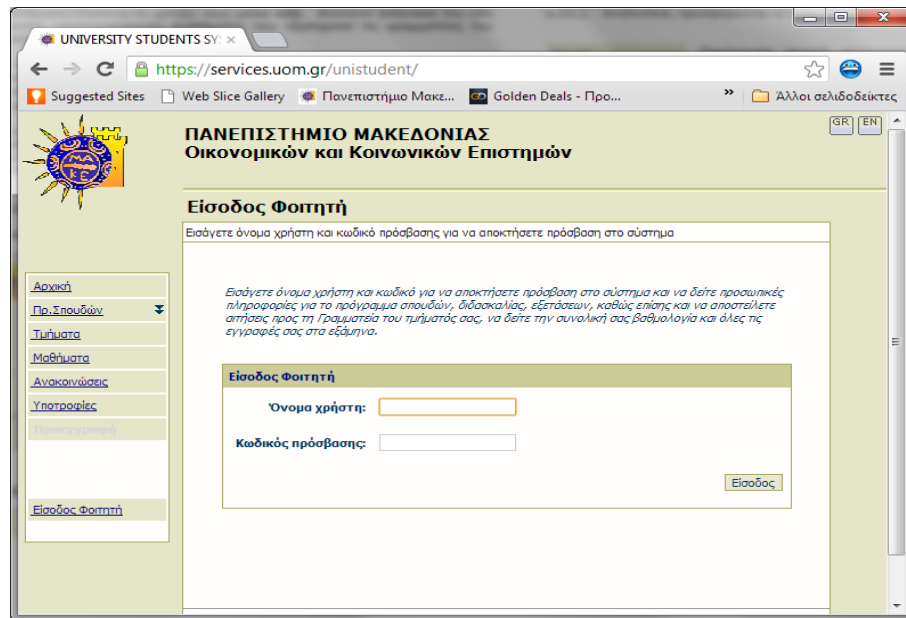 UNIVERSITY STUDENTS SY
https://services.uom.gr/unistudent/
Suggested Sites Web Slice Gallery Πανεπιστήμιο Μακε... Golden Deals - Προ... » Άλλοι σελιδοδείκτες
GR EN
ΜΑ
ΚΕ
ΠΑΝΕΠΙΣΤΗΜΙΟ ΜΑΚΕΔΟΝΙΑΣ
Οικονομικών και Κοινωνικών Επιστημών
Είσοδος Φοιτητή
Εισάγετε όνομα χρήστη και κωδικό πρόσβασης για να αποκτήσετε πρόσβαση στο σύστημα
Αρχική
Πρ.Σπουδών
Τμήματα
Μαθήματα
Ανακοινώσεις
Υποτροφίες
Προεγγραφή
Είσοδος Φοιτητή
Εισάγετε όνομα χρήστη και κωδικό για να αποκτήσετε πρόσβαση στο σύστημα και να δείτε προσωπικές
πληροφορίες για το πρόγραμμα σπουδών, διδασκαλίας, εξετάσεων, καθώς επίσης και να αποστείλετε
αιτήσεις προς τη Γραμματεία του τμήματός σας, να δείτε την συνολική σας βαθμολογία και όλες τις
εγγραφές σας στα εξάμηνα.
Είσοδος Φοιτητή
Όνομα χρήστη:
Κωδικός πρόσβασης:
Είσοδος